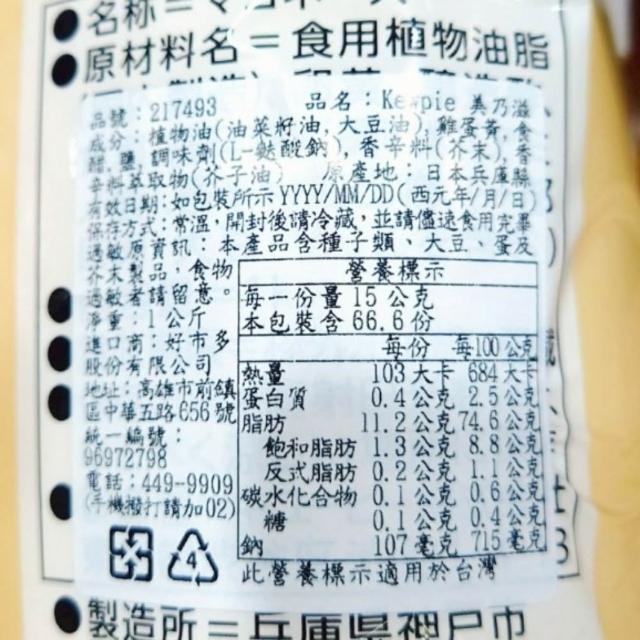 名称＝マヨネーズ
原材料名＝食用植物油脂
品號：217493 品名：Kewpie 美乃滋
成分：植物油(油菜籽油,大豆油),雞蛋黃,食
醋,鹽,調味劑(L-麩酸鈉),香辛料(芥末),香
辛料萃取物(芥子油) 原產地：日本兵庫縣
有效日期:如包裝所示YYYY/MM/DD(西元年/月/日)
保存方式:常溫,開封後請冷藏,並請儘速食用完畢
過敏原資訊：本產品含種子類、大豆、蛋及
芥末製品，食物
過敏者請留意。
淨重：1公斤
進口商：好市多
股份有限公司
地址：高雄市前鎮
區中華五路656號
統一編號：
96972798
電話：449-9909
(手機撥打請加02)
營養標示
每一份量 15 公克
本包裝含 66.6 份
每份 每100公克
熱量 103 大卡 684 大卡
蛋白質 0.4 公克 2.5 公克
脂肪 11.2 公克 74.6 公克
飽和脂肪 1.3 公克 8.8 公克
反式脂肪 0.2 公克 1.1 公克
碳水化合物 0.1 公克 0.6 公克
糖 0.1 公克 0.4 公克
鈉 107 毫克 715 毫克
4
此營養標示適用於台灣
製造所＝兵庫県神戸市